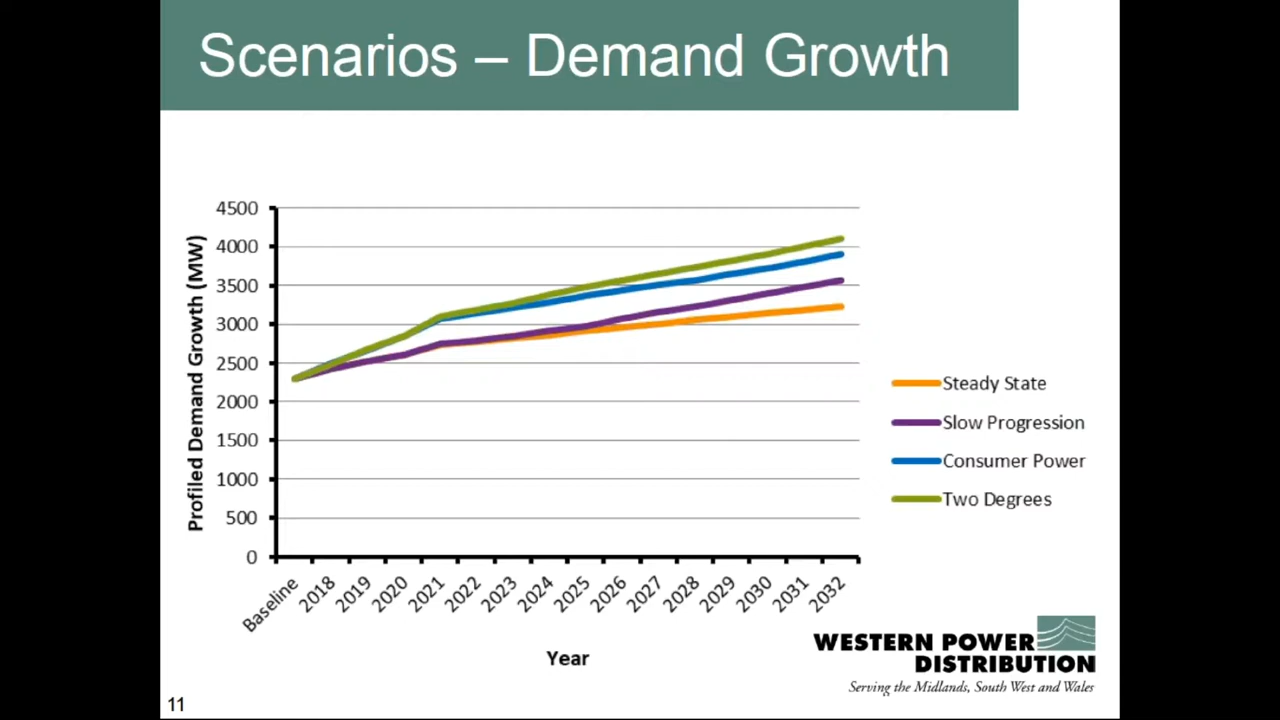 Scenarios – Demand Growth
Profiled Demand Growth (MW)
4500
4000
3500
3000
2500
2000
1500
1000
500
0
Baseline
2018
2019
2020
2021
2022
2023
2024
2025
2026
2027
2028
2029
2030
2031
2032
Year
Steady State
Slow Progression
Consumer Power
Two Degrees
WESTERN POWER
DISTRIBUTION
Serving the Midlands, South West and Wales
11